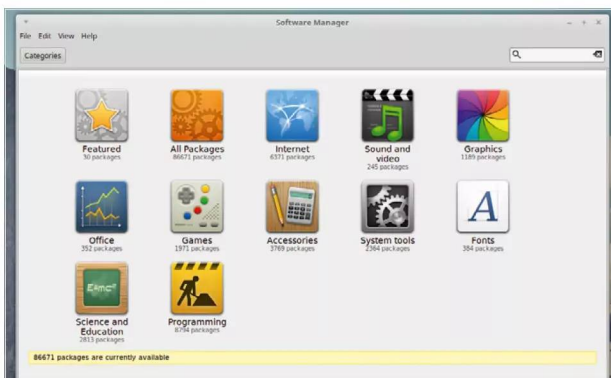 Software Manager
File Edit View Help
Categories
Featured
50 packages
All Packages
86671 packages
Internet
6371 packages
Sound and
video
245 packages
Graphics
1189 packages
Office
352 packages
Games
1971 packages
Accessories
3769 packages
System tools
2364 packages
Fonts
384 packages
E=mc²
Science and
Education
2813 packages
Programming
8794 packages
86671 packages are currently available